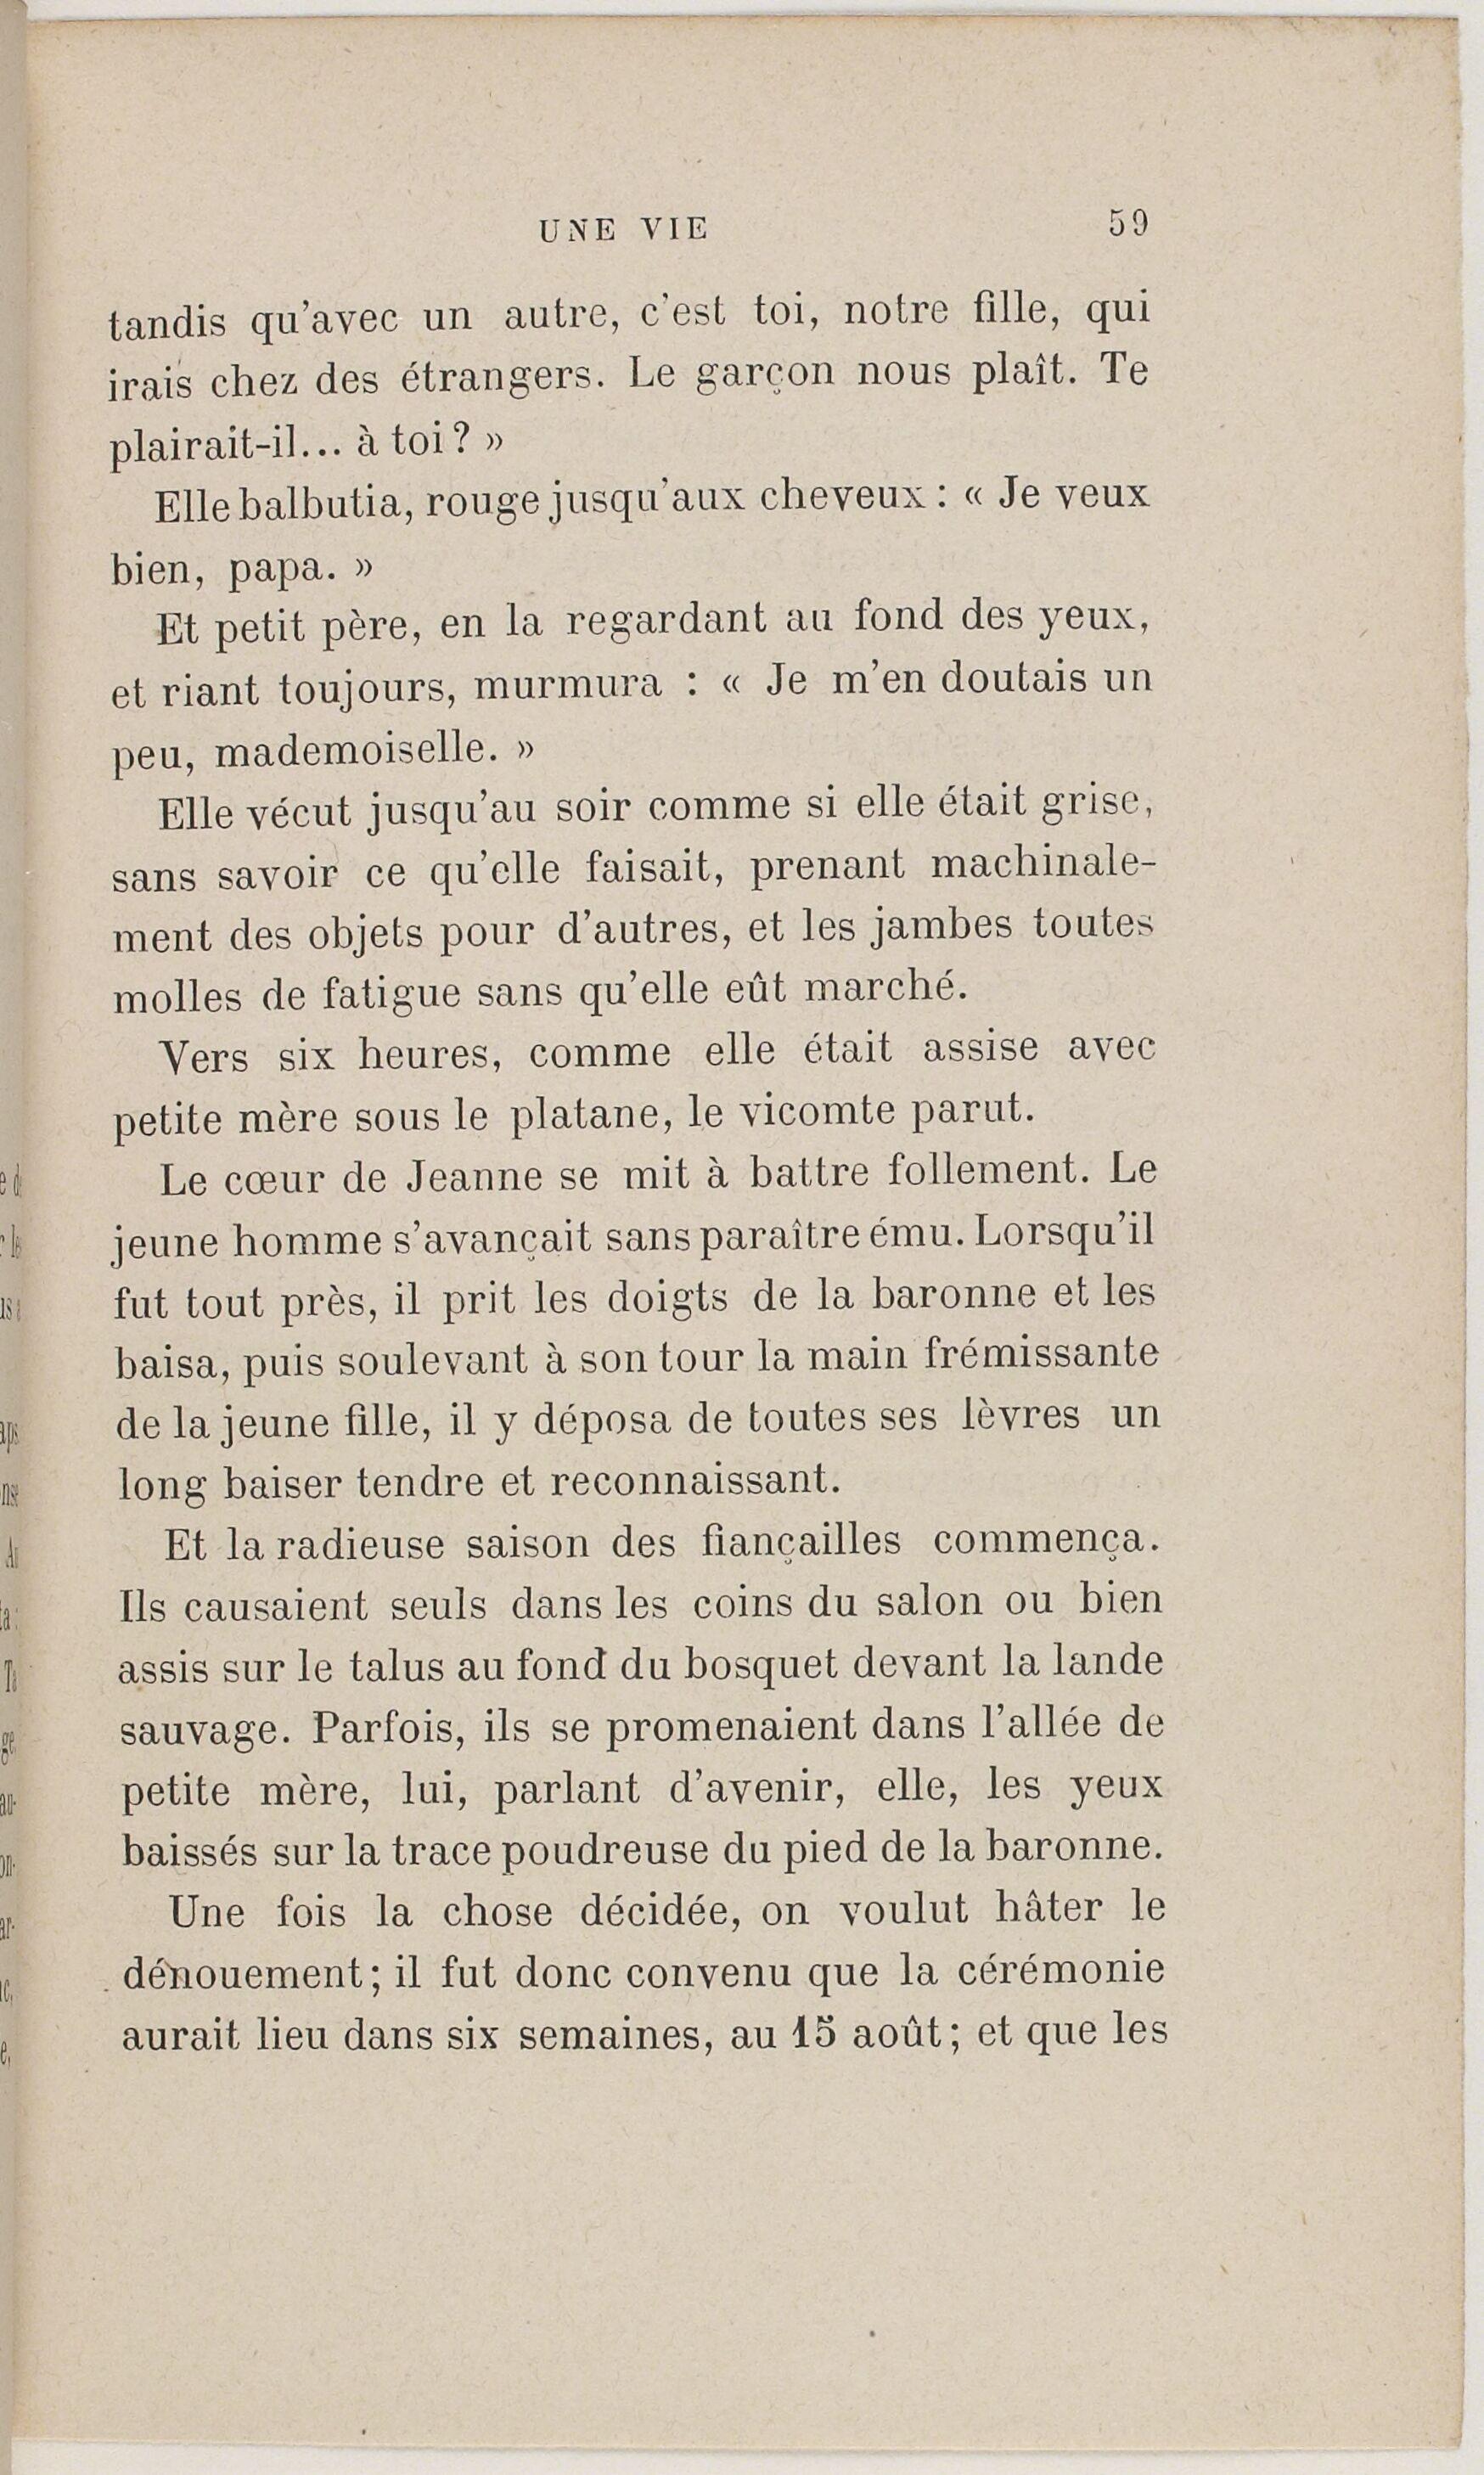 UNE VIE 59
tandis qu'avec un autre, c'est toi, notre fille, qui
irais chez des étrangers. Le garçon nous plaît. Te
plairait-il... à toi ? »
Elle balbutia, rouge jusqu'aux cheveux : « Je veux
bien, papa. »
Et petit père, en la regardant au fond des yeux,
et riant toujours, murmura : « Je m'en doutais un
peu, mademoiselle. »
Elle vécut jusqu'au soir comme si elle était grise,
sans savoir ce qu'elle faisait, prenant machinale-
ment des objets pour d'autres, et les jambes toutes
molles de fatigue sans qu'elle eût marché.
Vers six heures, comme elle était assise avec
petite mère sous le platane, le vicomte parut.
Le cœur de Jeanne se mit à battre follement. Le
jeune homme s'avançait sans paraître ému. Lorsqu'il
fut tout près, il prit les doigts de la baronne et les
baisa, puis soulevant à son tour la main frémissante
de la jeune fille, il y déposa de toutes ses lèvres un
long baiser tendre et reconnaissant.
Et la radieuse saison des fiançailles commença.
Ils causaient seuls dans les coins du salon ou bien
assis sur le talus au fond du bosquet devant la lande
sauvage. Parfois, ils se promenaient dans l'allée de
petite mère, lui, parlant d'avenir, elle, les yeux
baissés sur la trace poudreuse du pied de la baronne.
Une fois la chose décidée, on voulut hâter le
dénouement ; il fut donc convenu que la cérémonie
aurait lieu dans six semaines, au 15 août ; et que les